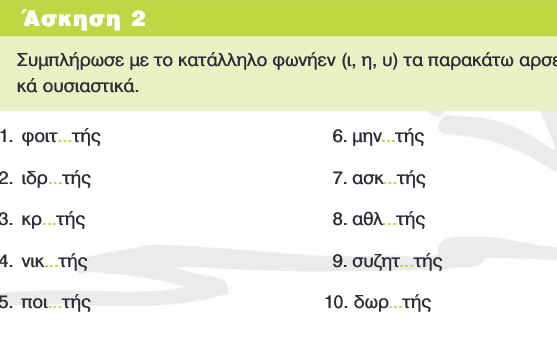 Άσκηση 2
Συμπλήρωσε με το κατάλληλο φωνήεν (ι, η, υ) τα παρακάτω αρσε
κά ουσιαστικά.
1. φοιτ...τής
2. ιδρ...τής
3. κρ...τής
4. νικ...τής
5. ποι...τής
6. μην...τής
7. ασκ...τής
8. αθλ...τής
9. συζητ...τής
10. δωρ...τής